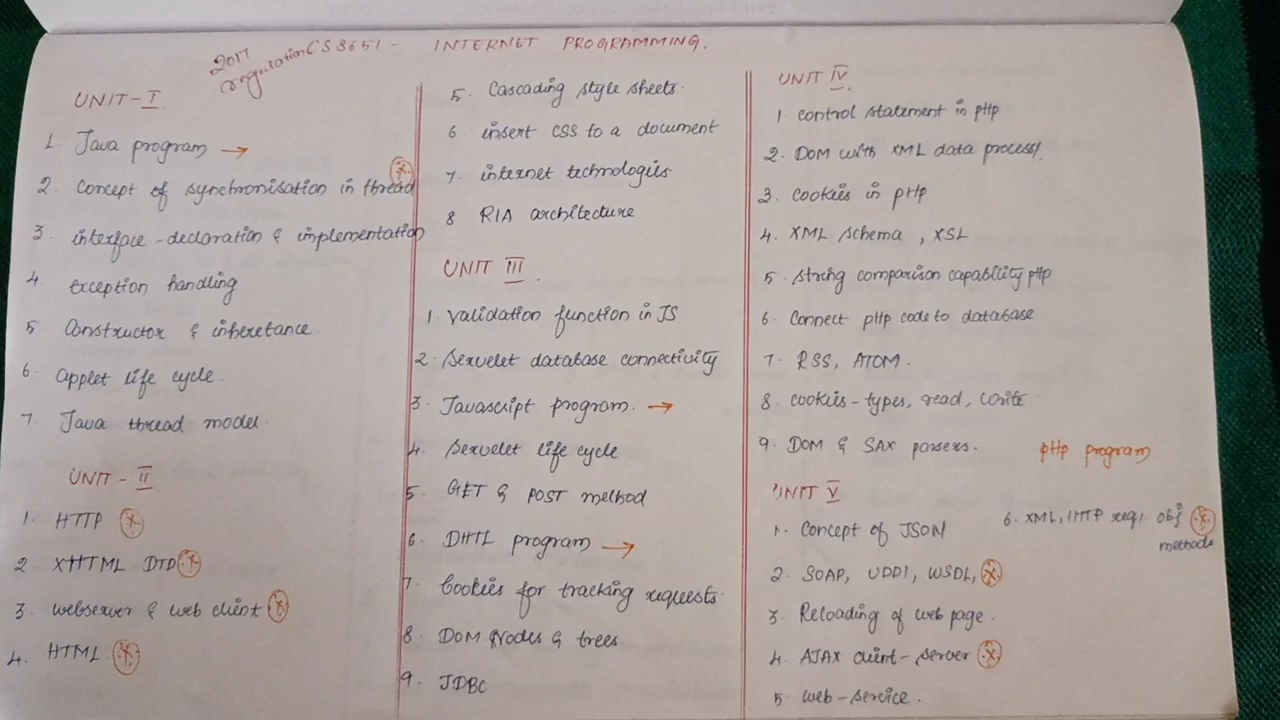 2017
regulation CS8651 - INTERNET PROGRAMMING.
UNIT-I
1. Java program →
2. Concept of synchronisation in thread
3. interface - declaration & implementation
4. exception handling
5 Constructor & inheretance.
6. applet life cycle.
7. Java thread model.
UNIT - II
1. HTTP
2 XHTML DTD
3. webserver & web client
4. HTML
5. Cascading style sheets.
6 insert CSS to a document
7. internet technologies
8 RIA architecture
UNIT III.
1. Validation function in JS
2. Servelet database connectivity
3. Javascript program. →
4. Servelet life cycle
5. GET & POST method
6. DHTL program →
7. Cookies for tracking requests.
8. DOM Nodes & trees.
9. JDBC
UNIT IV.
1. control statement in pHp
2. DOM with XML data process.
3. cookies in pHp
4. XML schema, XSL
5. string comparison capability pHp
6. Connect pHp code to database.
7. RSS, ATOM.
8. cookies - types, read, write
9. DOM & SAX parsers.
pHp program
UNIT V
1. Concept of JSON
2. SOAP, UDDI, WSDL,
3. Reloading of web page.
4. AJAX client-server
5. web-service.
6. XML, HTTP req, obj
methods